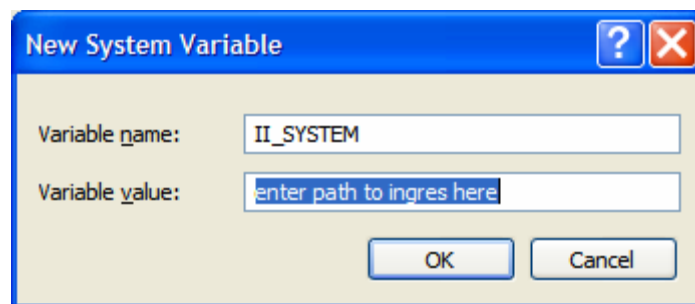 New System Variable
Variable name: II_SYSTEM
Variable value: enter path to ingres here
OK Cancel